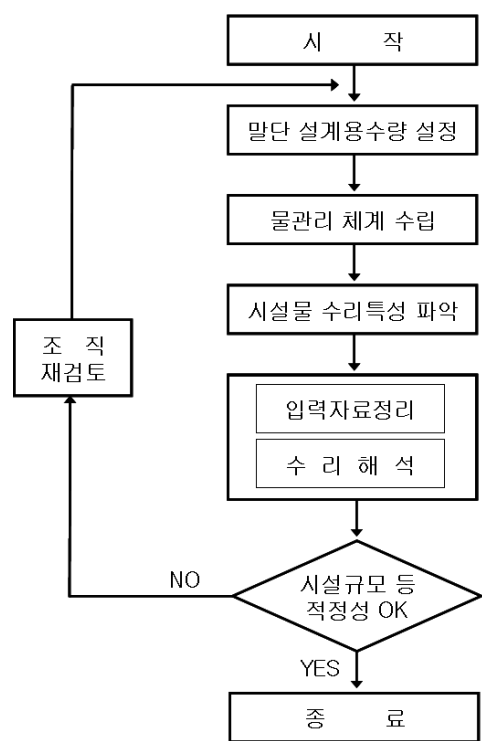 시 작
말단 설계용수량 설정
물관리 체계 수립
시설물 수리특성 파악
조 직
재검토
입력자료정리
수 리 해 석
NO
시설규모 등
적정성 OK
YES
종 료